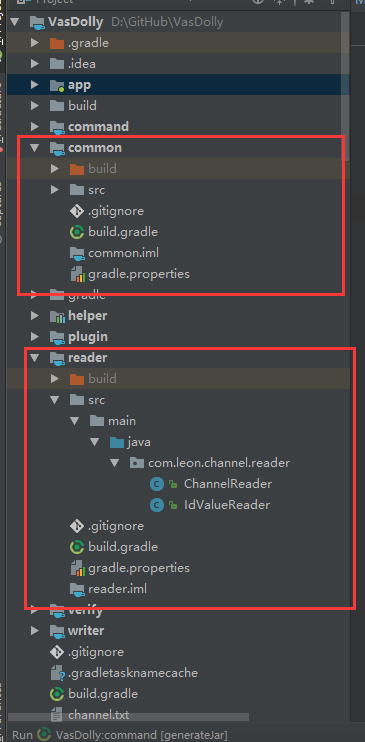 Project
VasDolly D:\GitHub\VasDolly
.gradle
.idea
app
build
command
common
build
src
.gitignore
build.gradle
common.iml
gradle.properties
gradle
helper
plugin
reader
build
src
main
java
com.leon.channel.reader
ChannelReader
IdValueReader
.gitignore
build.gradle
gradle.properties
reader.iml
verify
writer
.gitignore
.gradletasknamecache
build.gradle
channel.txt
Run VasDolly:command [generateJar]